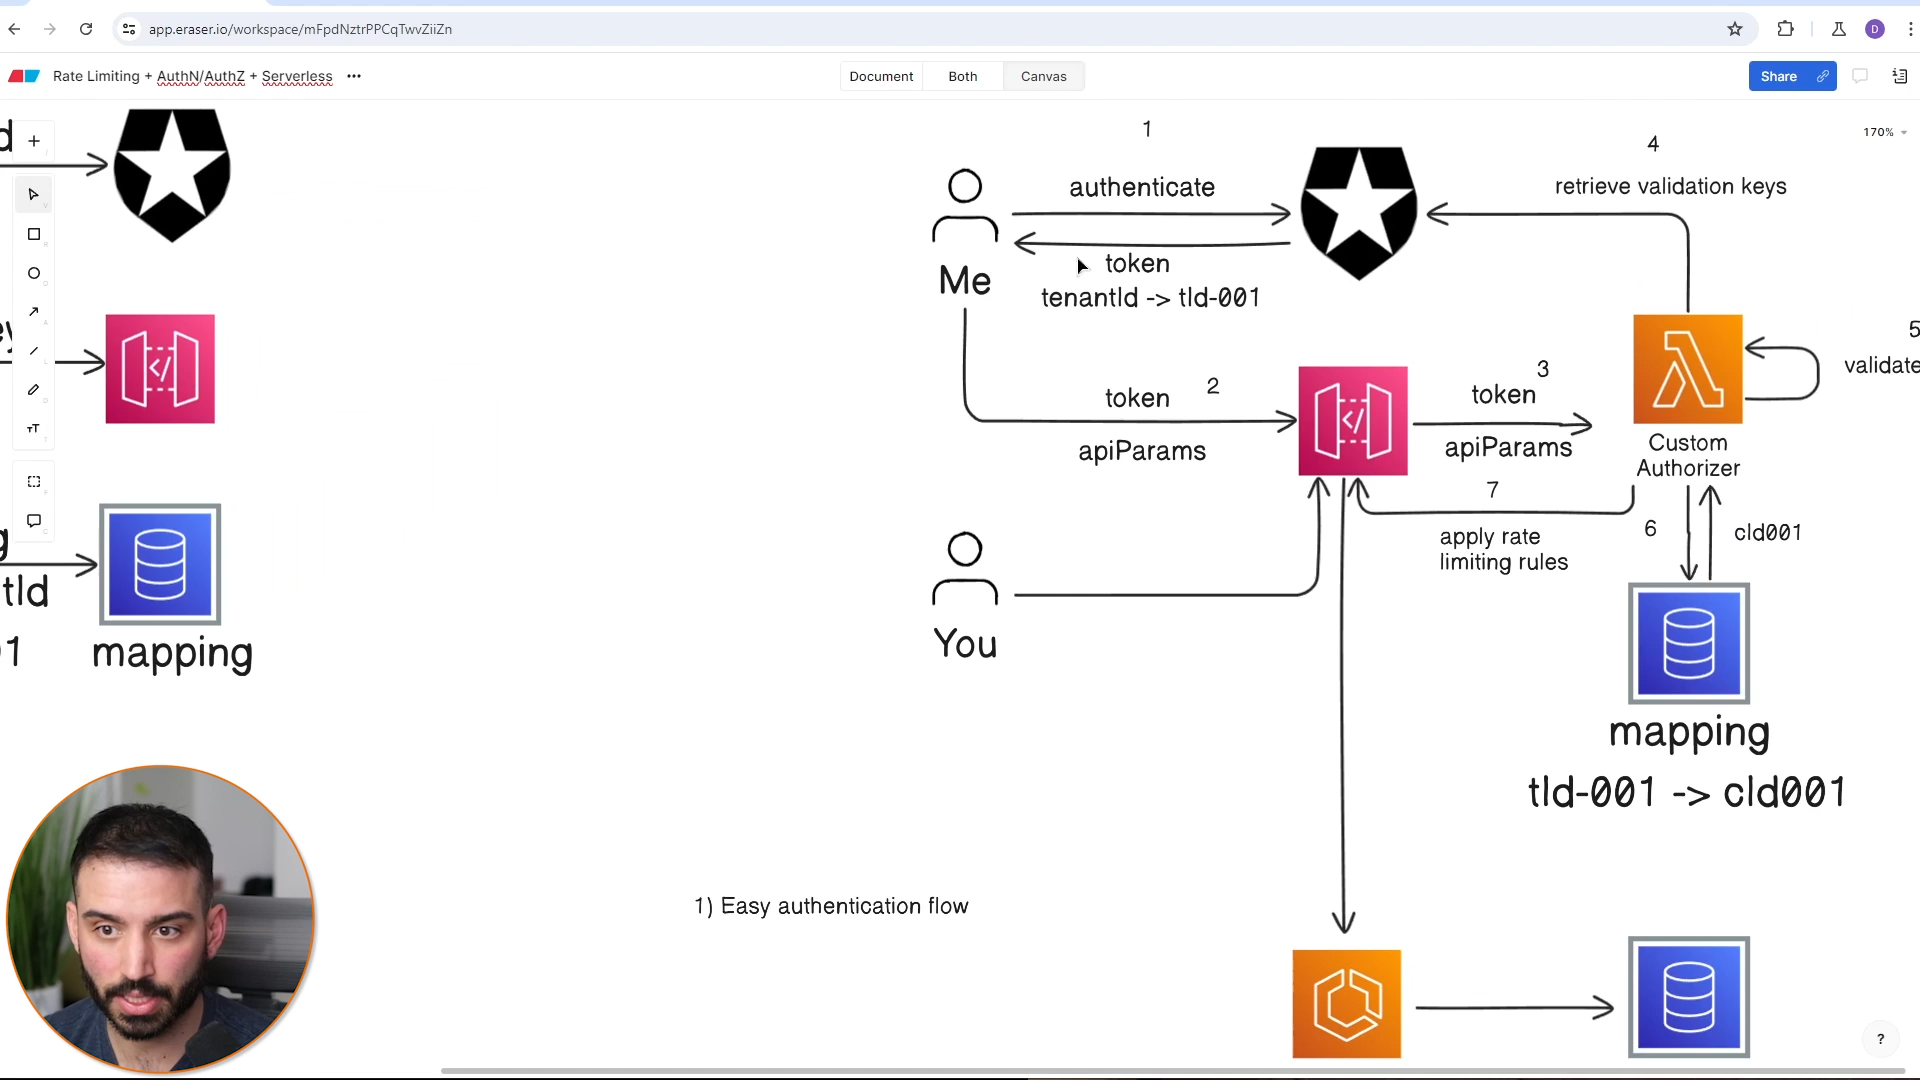 app.eraser.io/workspace/mFpdNztrPPCqTwvZiiZn
D
Rate Limiting + AuthN/AuthZ + Serverless
Document
Both
Canvas
Share
170%
1
authenticate
4
retrieve validation keys
Me
token
tenantId -> tId-001
5
validate
token
2
apiParams
3
token
apiParams
Custom
Authorizer
7
apply rate
limiting rules
6
cId001
You
tId
mapping
mapping
tId-001 -> cId001
1) Easy authentication flow
?